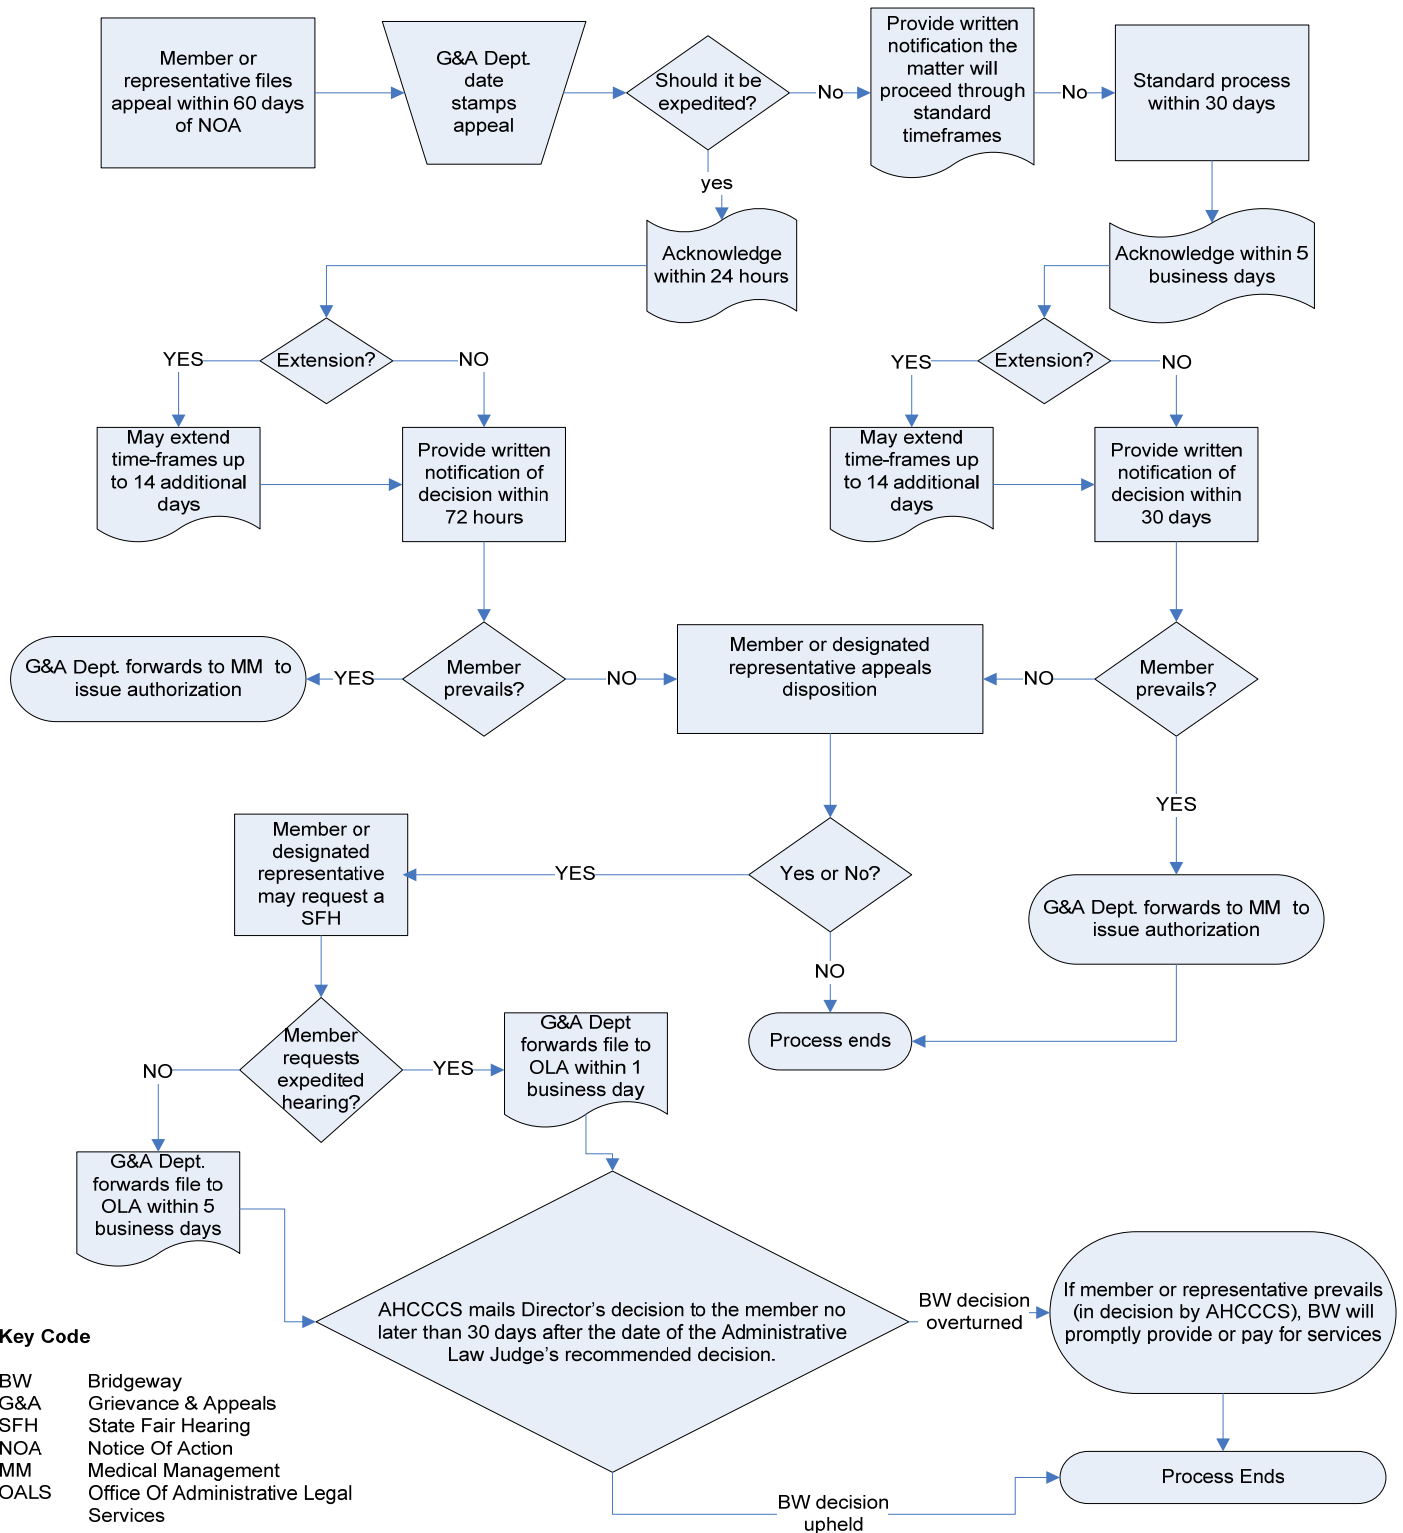 Member or
representative files
appeal within 60 days
of NOA
G&A Dept.
date
stamps
appeal
Should it be
expedited?
No
Provide written
notification the
matter will
proceed through
standard
timeframes
No
Standard process
within 30 days
yes
Acknowledge
within 24 hours
Acknowledge within 5
business days
YES
Extension?
NO
YES
Extension?
NO
May extend
time-frames up
to 14 additional
days
Provide written
notification of
decision within
72 hours
May extend
time-frames up
to 14 additional
days
Provide written
notification of
decision within
30 days
G&A Dept. forwards to MM to
issue authorization
YES
Member
prevails?
NO
Member or designated
representative appeals
disposition
NO
Member
prevails?
YES
Member or
designated
representative
may request a
SFH
YES
Yes or No?
G&A Dept. forwards to MM to
issue authorization
NO
Process ends
NO
Member
requests
expedited
hearing?
YES
G&A Dept
forwards file to
OLA within 1
business day
G&A Dept.
forwards file to
OLA within 5
business days
AHCCCS mails Director's decision to the member no
later than 30 days after the date of the Administrative
Law Judge's recommended decision.
BW decision
overturned
If member or representative prevails
(in decision by AHCCCS), BW will
promptly provide or pay for services
Key Code
BW Bridgeway
G&A Grievance & Appeals
SFH State Fair Hearing
NOA Notice Of Action
MM Medical Management
OALS Office Of Administrative Legal
Services
BW decision
upheld
Process Ends